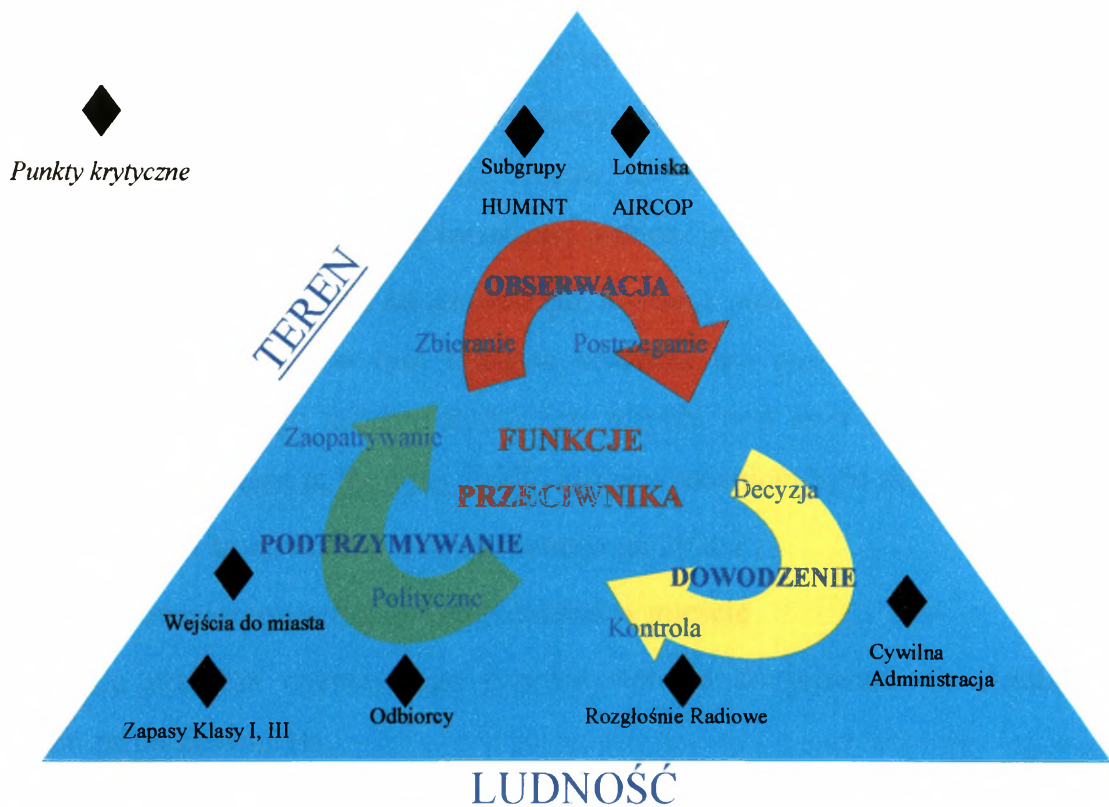 Punkty krytyczne
Subgrupy
HUMINT
Lotniska
AIRCOP
TEREN
OBSERWACJA
Zbieranie
Postrzeganie
Zaopatrywanie
FUNKCJE
PRZECIWNIKA
Decyzja
PODTRZYMYWANIE
Polityczne
DOWODZENIE
Kontrola
Wejścia do miasta
Cywilna
Administracja
Zapasy Klasy I, III
Odbiorcy
Rozgłośnie Radiowe
LUDNOŚĆ